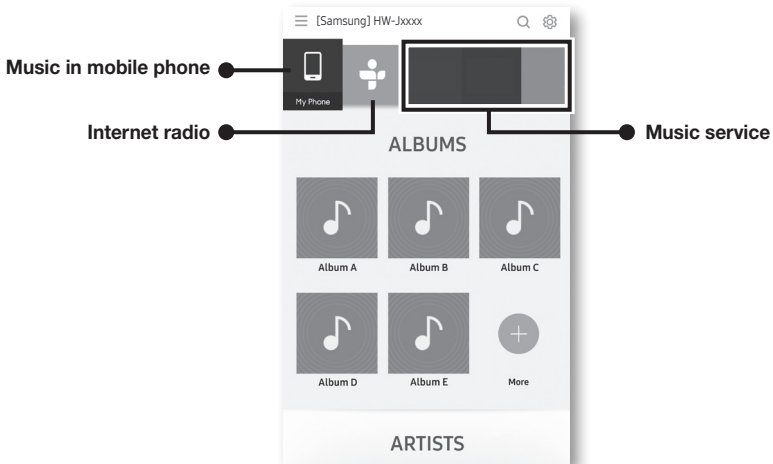 [Samsung] HW-Jxxxx
Music in mobile phone
My Phone
Internet radio
Music service
ALBUMS
Album A
Album B
Album C
Album D
Album E
More
ARTISTS